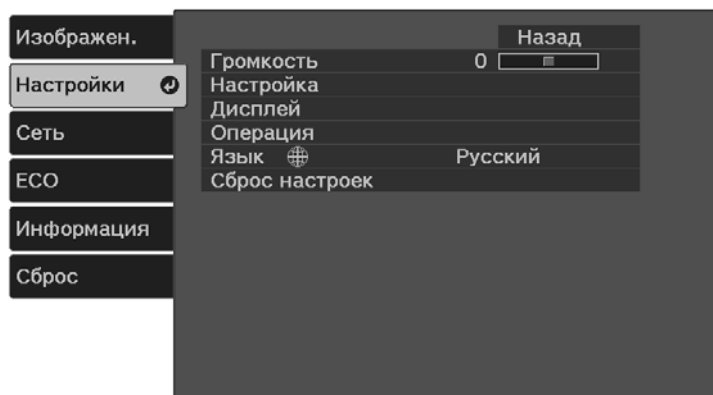 Изображен.
Настройки
Сеть
ECO
Информация
Сброс
Назад
Громкость 0
Настройка
Дисплей
Операция
Язык Русский
Сброс настроек